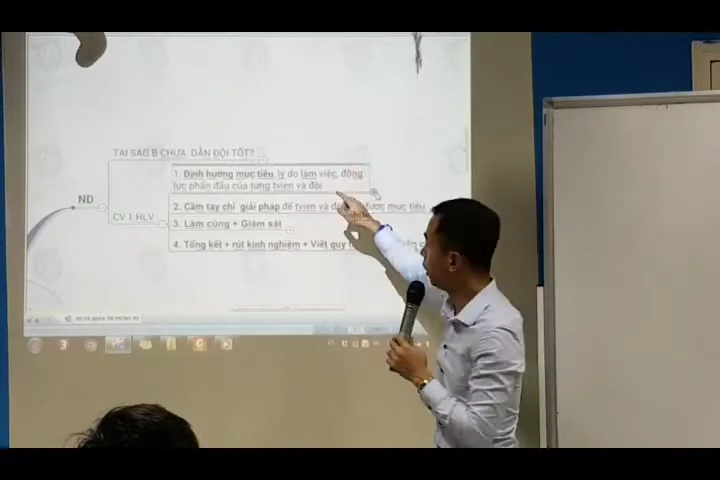 TẠI SAO B CHƯA DẪN ĐỘI TỐT?
1. Định hướng mục tiêu, lý do làm việc, động
lực phấn đấu của từng tviên và đội
ND
2. Cầm tay chỉ giải pháp để tviên và được mục tiêu
CV 1 HLV
3. Làm cùng + Giám sát
4. Tổng kết + rút kinh nghiệm + Viết quy